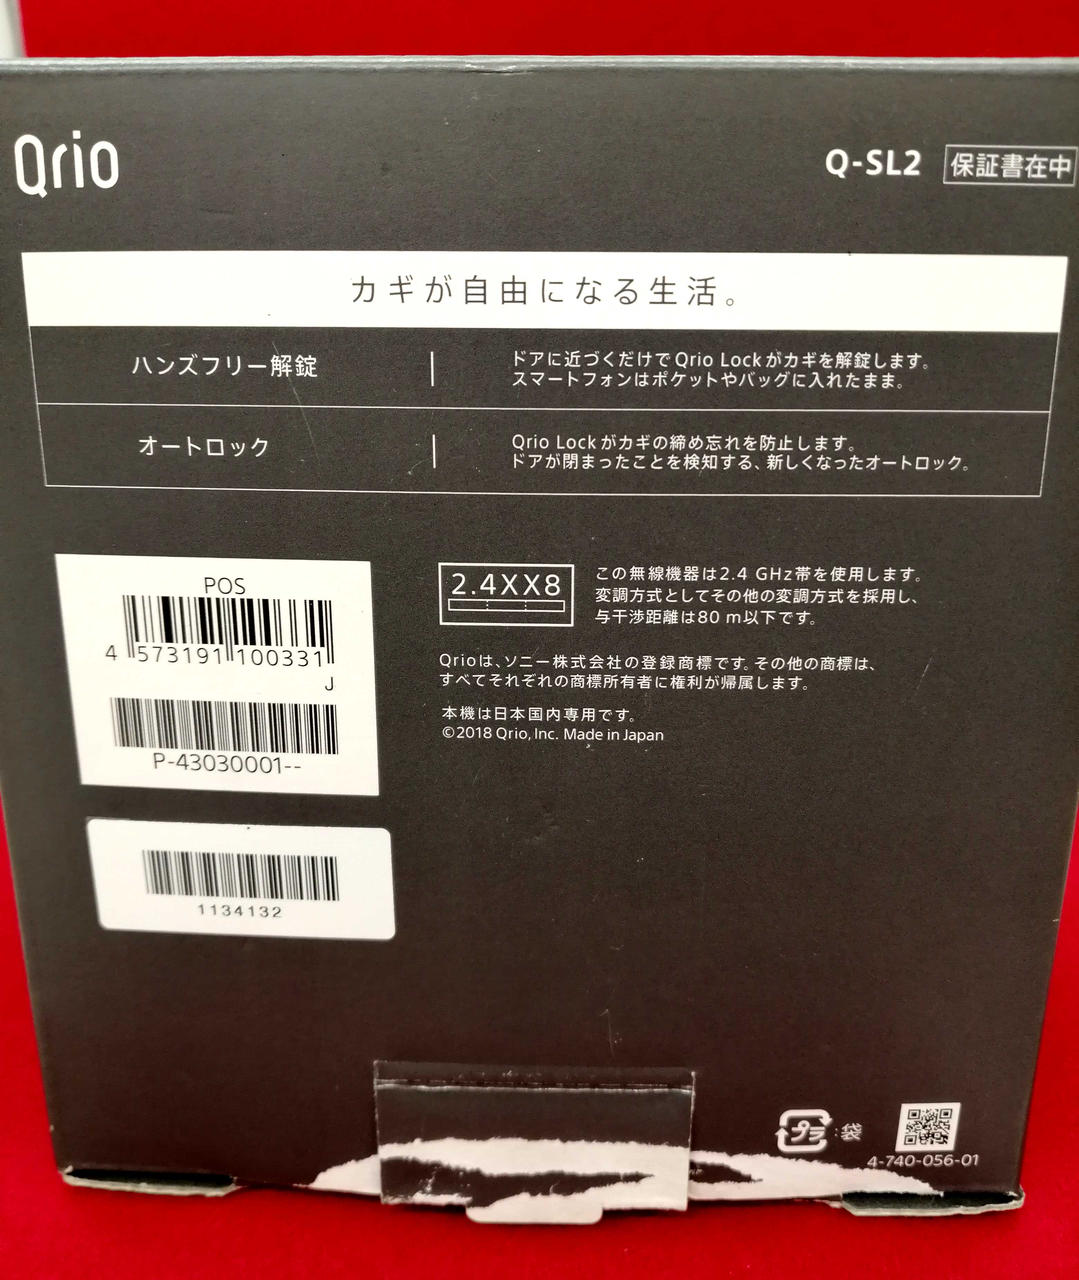 Qrio
Q-SL2 保証書在中
カギが自由になる生活。
ハンズフリー解錠
ドアに近づくだけでQrio Lockがカギを解錠します。
スマートフォンはポケットやバッグに入れたまま。
オートロック
Qrio Lockがカギの締め忘れを防止します。
ドアが閉まったことを検知する、新しくなったオートロック。
POS
4 573191 100331
J
P-43030001--
1134132
2.4XX8
この無線機器は2.4 GHz帯を使用します。
変調方式としてその他の変調方式を採用し、
与干渉距離は80 m以下です。
Qrioは、ソニー株式会社の登録商標です。その他の商標は、
すべてそれぞれの商標所有者に権利が帰属します。
本機は日本国内専用です。
©2018 Qrio, Inc. Made in Japan
プラ :袋
4-740-056-01